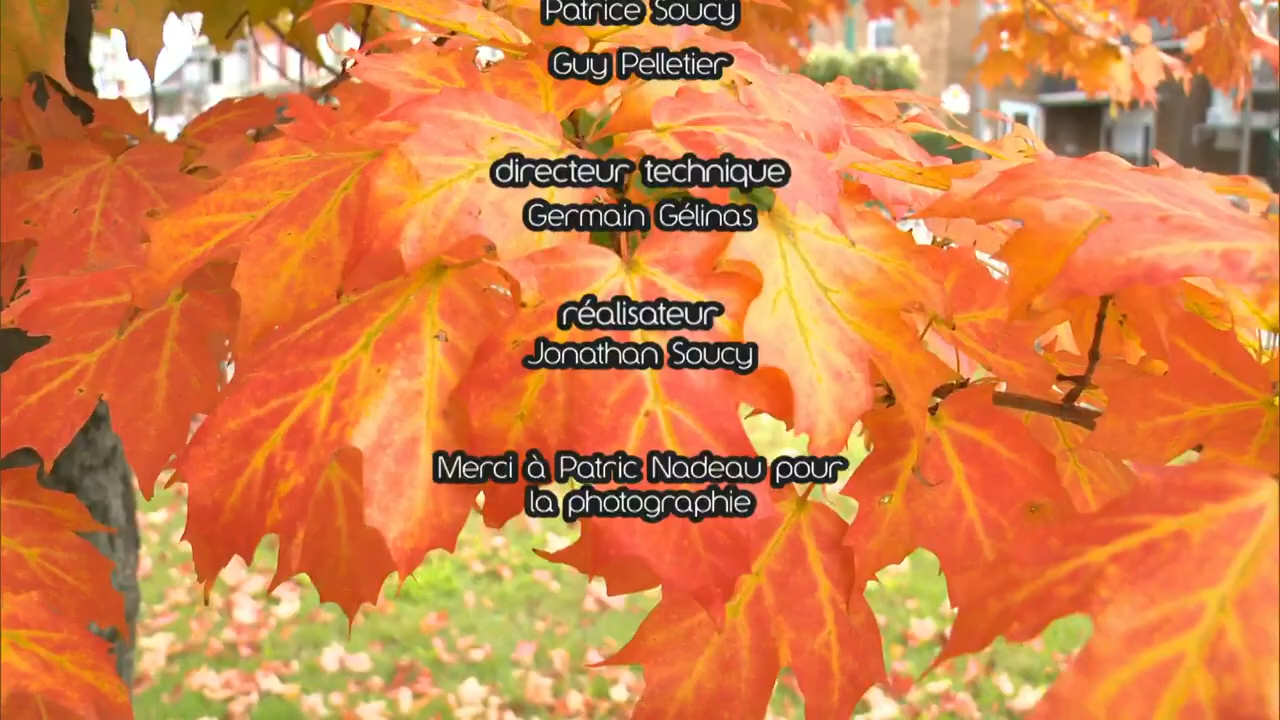 Patrice Soucy
Guy Pelletier
directeur technique
Germain Gélinas
réalisateur
Jonathan Soucy
Merci à Patric Nadeau pour
la photographie